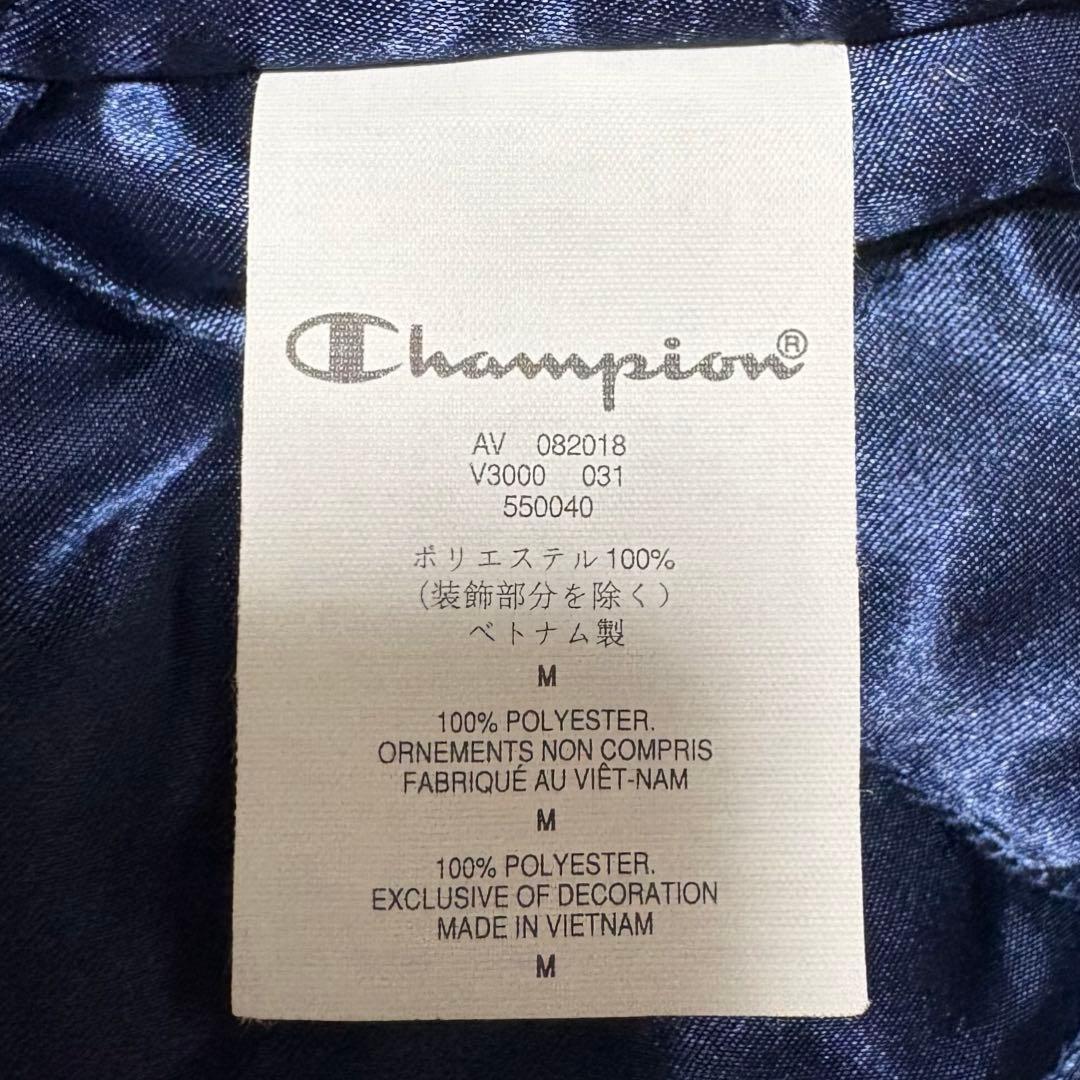 Champion®
AV 082018
V3000 031
550040
ポリエステル100%
(装飾部分を除く)
ベトナム製
M
100% POLYESTER.
ORNEMENTS NON COMPRIS
FABRIQUÉ AU VIÊT-NAM
M
100% POLYESTER.
EXCLUSIVE OF DECORATION
MADE IN VIETNAM
M